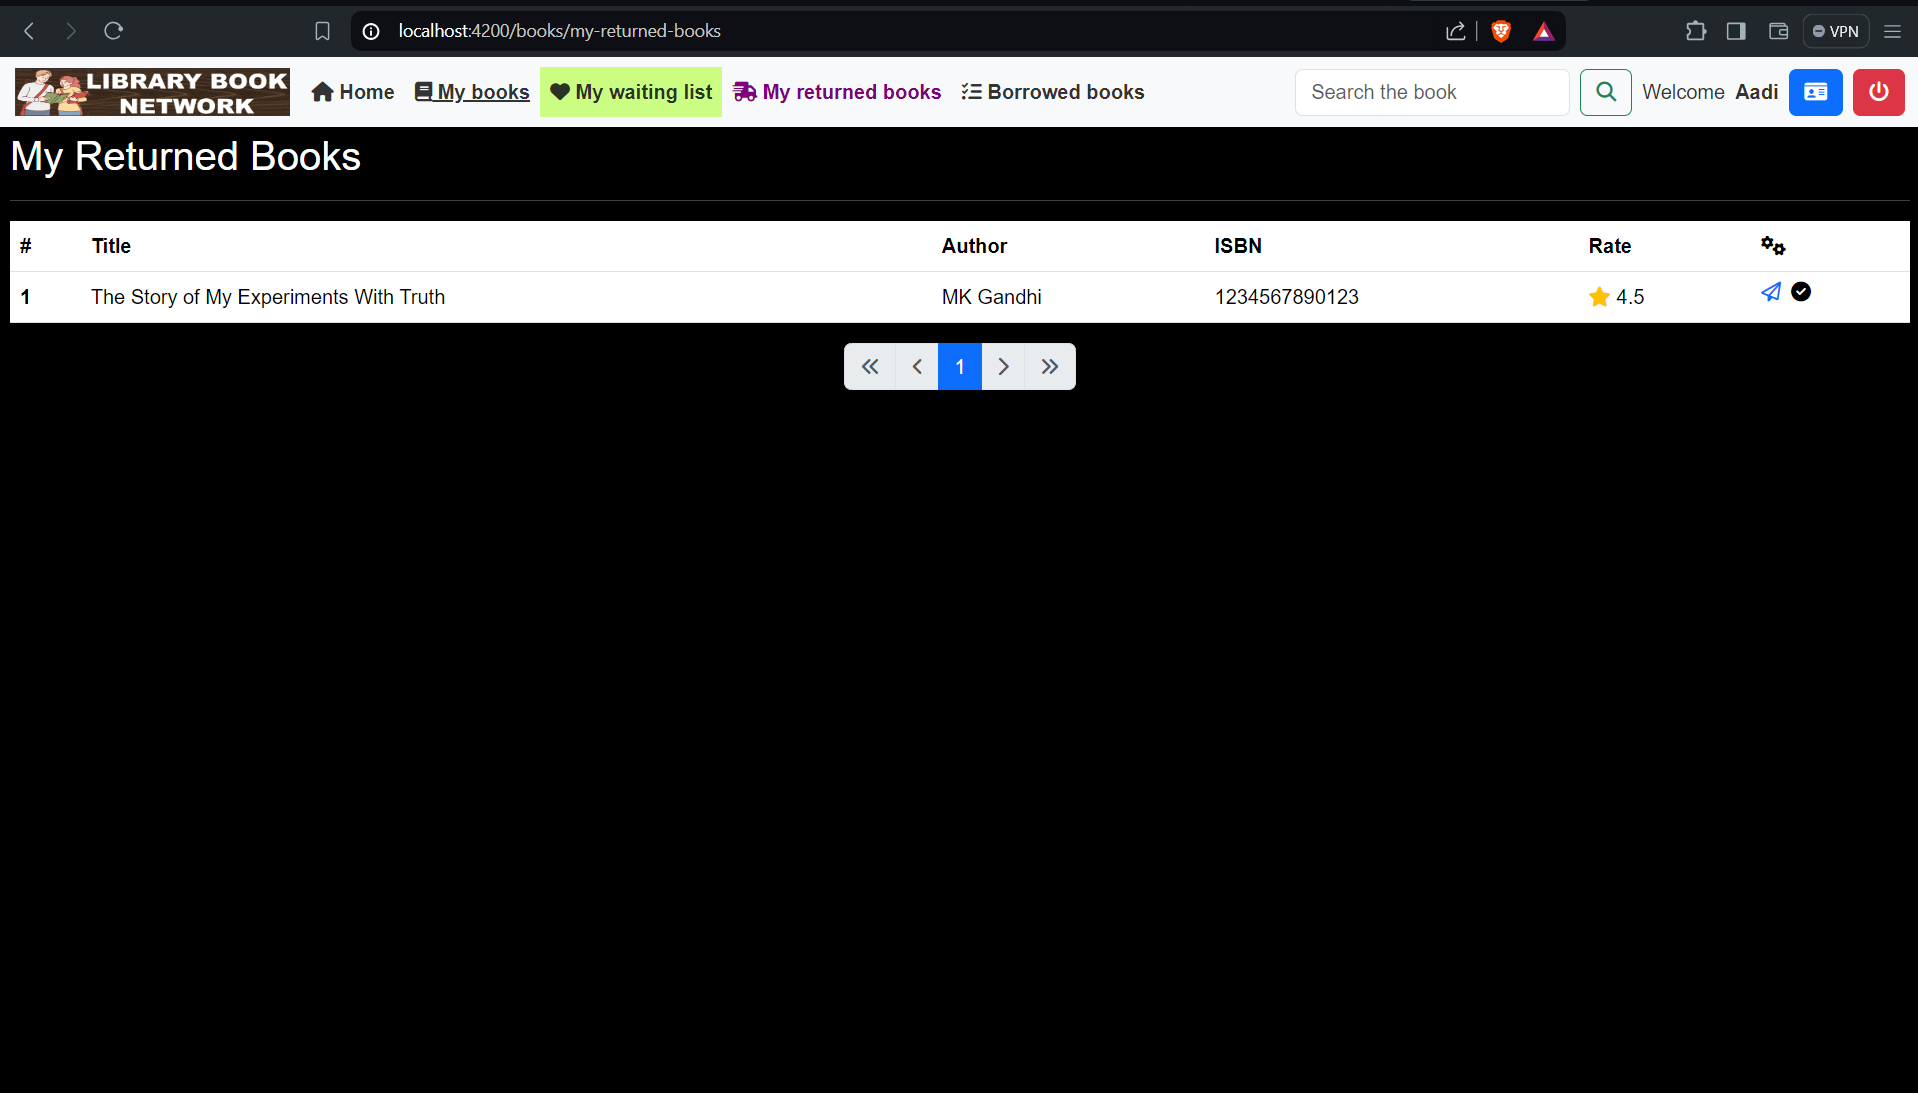 localhost:4200/books/my-returned-books
VPN
LIBRARY BOOK
NETWORK
Home My books My waiting list My returned books Borrowed books Search the book Welcome Aadi
My Returned Books
# Title Author ISBN Rate
1 The Story of My Experiments With Truth MK Gandhi 1234567890123 4.5
« ‹ 1 › »